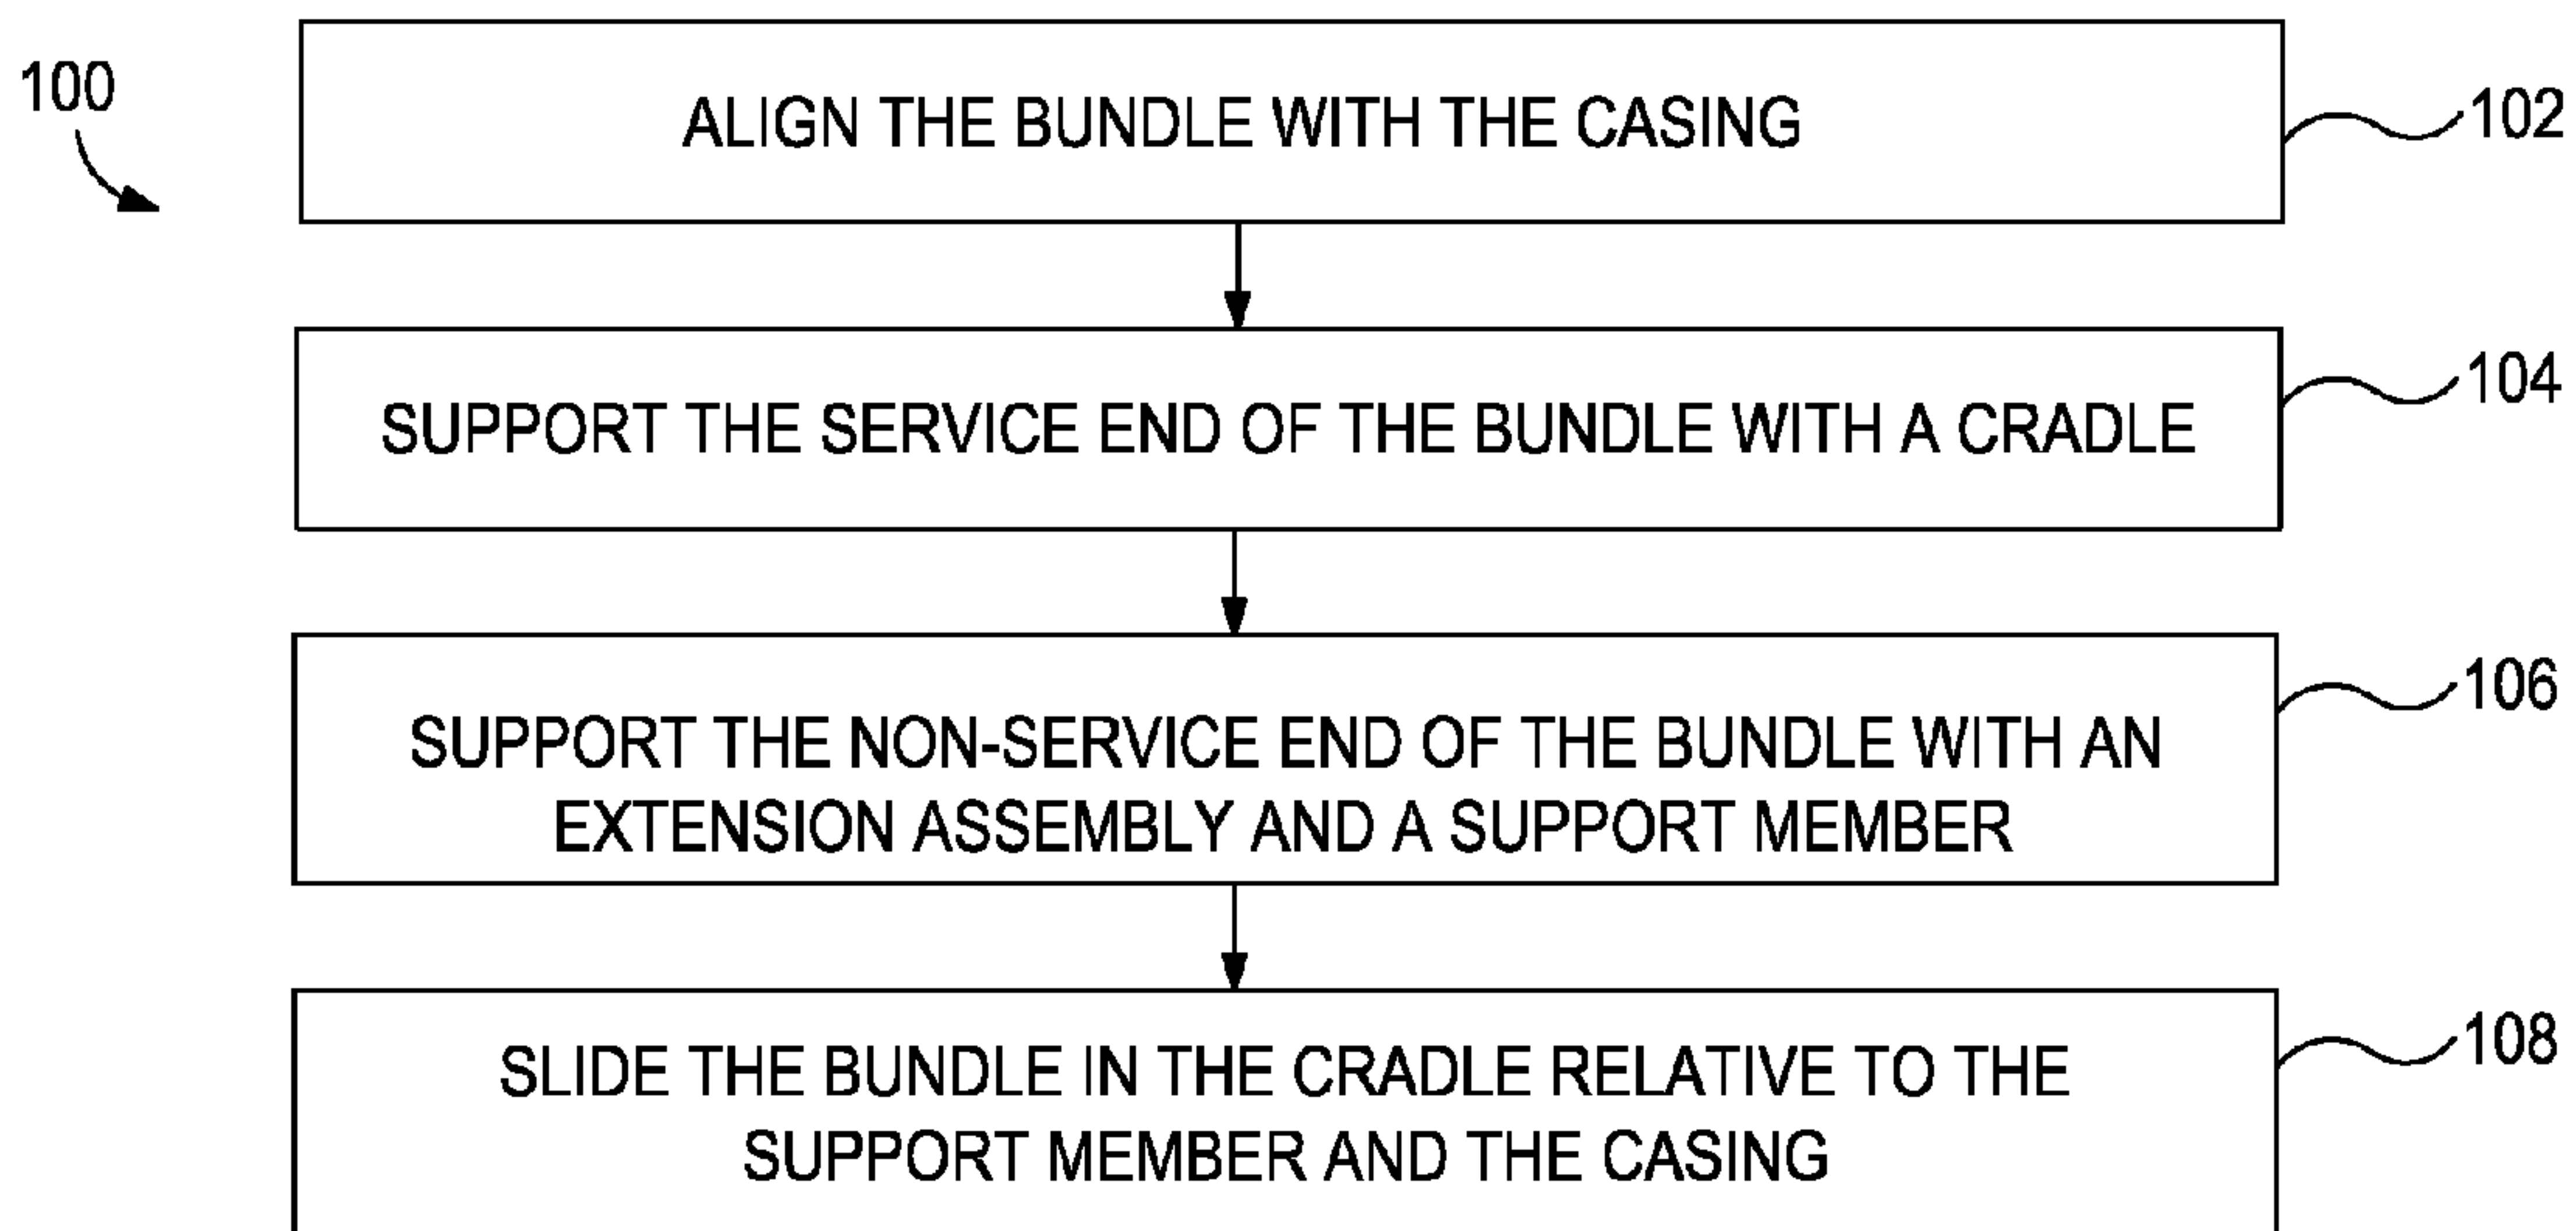 100
ALIGN THE BUNDLE WITH THE CASING
102
SUPPORT THE SERVICE END OF THE BUNDLE WITH A CRADLE
104
SUPPORT THE NON-SERVICE END OF THE BUNDLE WITH AN
EXTENSION ASSEMBLY AND A SUPPORT MEMBER
106
SLIDE THE BUNDLE IN THE CRADLE RELATIVE TO THE
SUPPORT MEMBER AND THE CASING
108